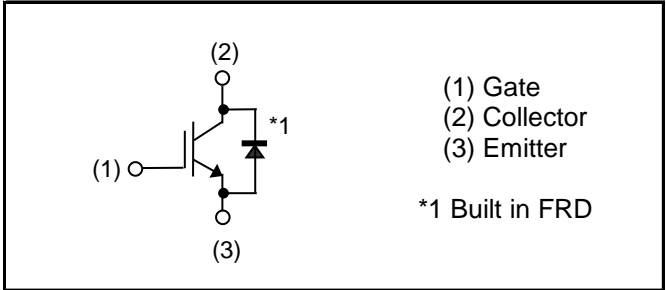 (2)
*1
(1)
(3)
(1) Gate
(2) Collector
(3) Emitter
*1 Built in FRD